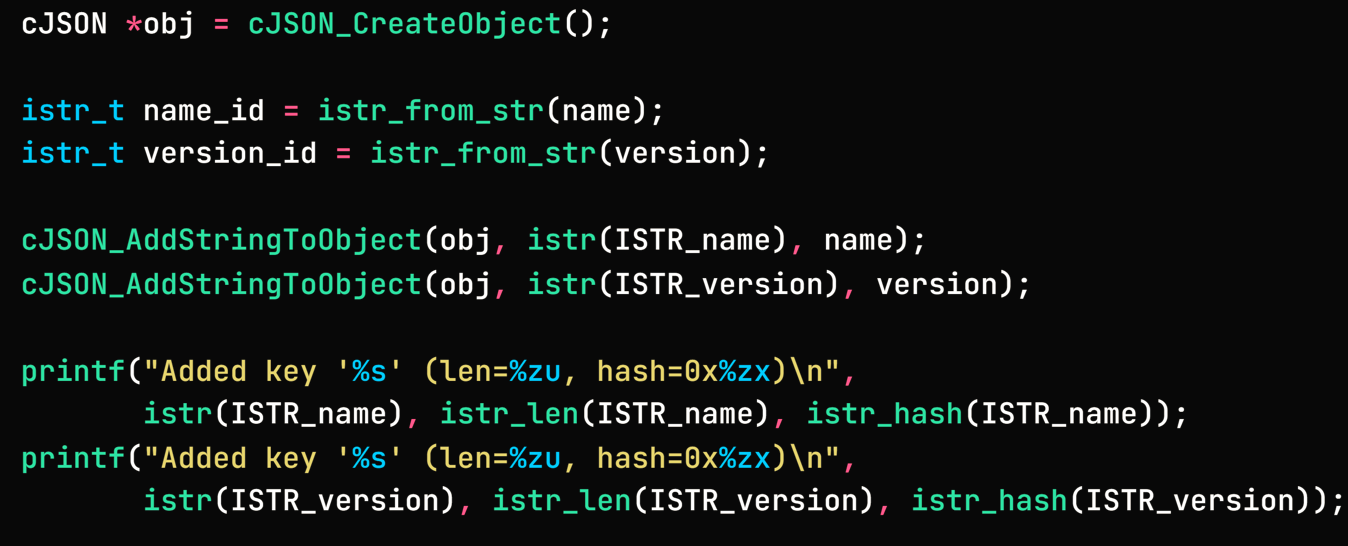 cJSON *obj = cJSON_CreateObject();

istr_t name_id = istr_from_str(name);
istr_t version_id = istr_from_str(version);

cJSON_AddStringToObject(obj, istr(ISTR_name), name);
cJSON_AddStringToObject(obj, istr(ISTR_version), version);

printf("Added key '%s' (len=%zu, hash=0x%zx)\n",
       istr(ISTR_name), istr_len(ISTR_name), istr_hash(ISTR_name));
printf("Added key '%s' (len=%zu, hash=0x%zx)\n",
       istr(ISTR_version), istr_len(ISTR_version), istr_hash(ISTR_version));